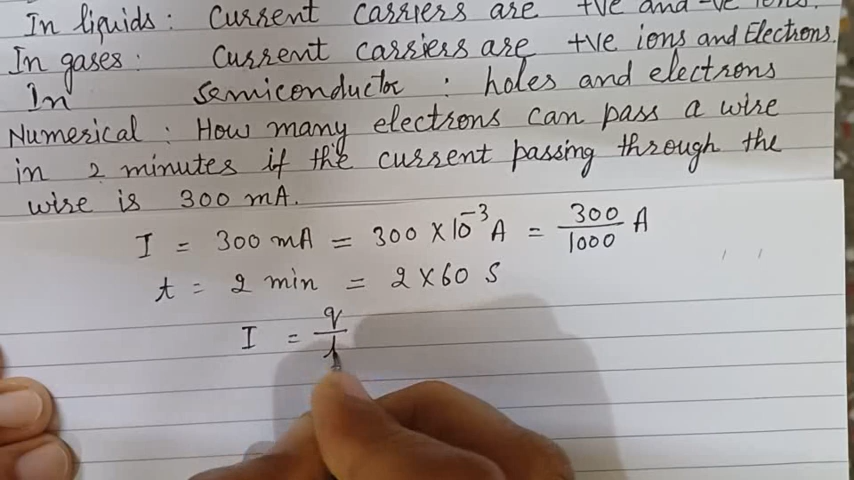 In liquids: Current carriers are +ve and -ve ions.
In gases: Current carriers are +ve ions and Electrons.
In semiconductor: holes and electrons
Numerical: How many electrons can pass a wire
in 2 minutes if the current passing through the
wire is 300 mA.
I = 300 mA = 300 × 10⁻³ A = 300/1000 A
t = 2 min = 2 × 60 S
I = q/t